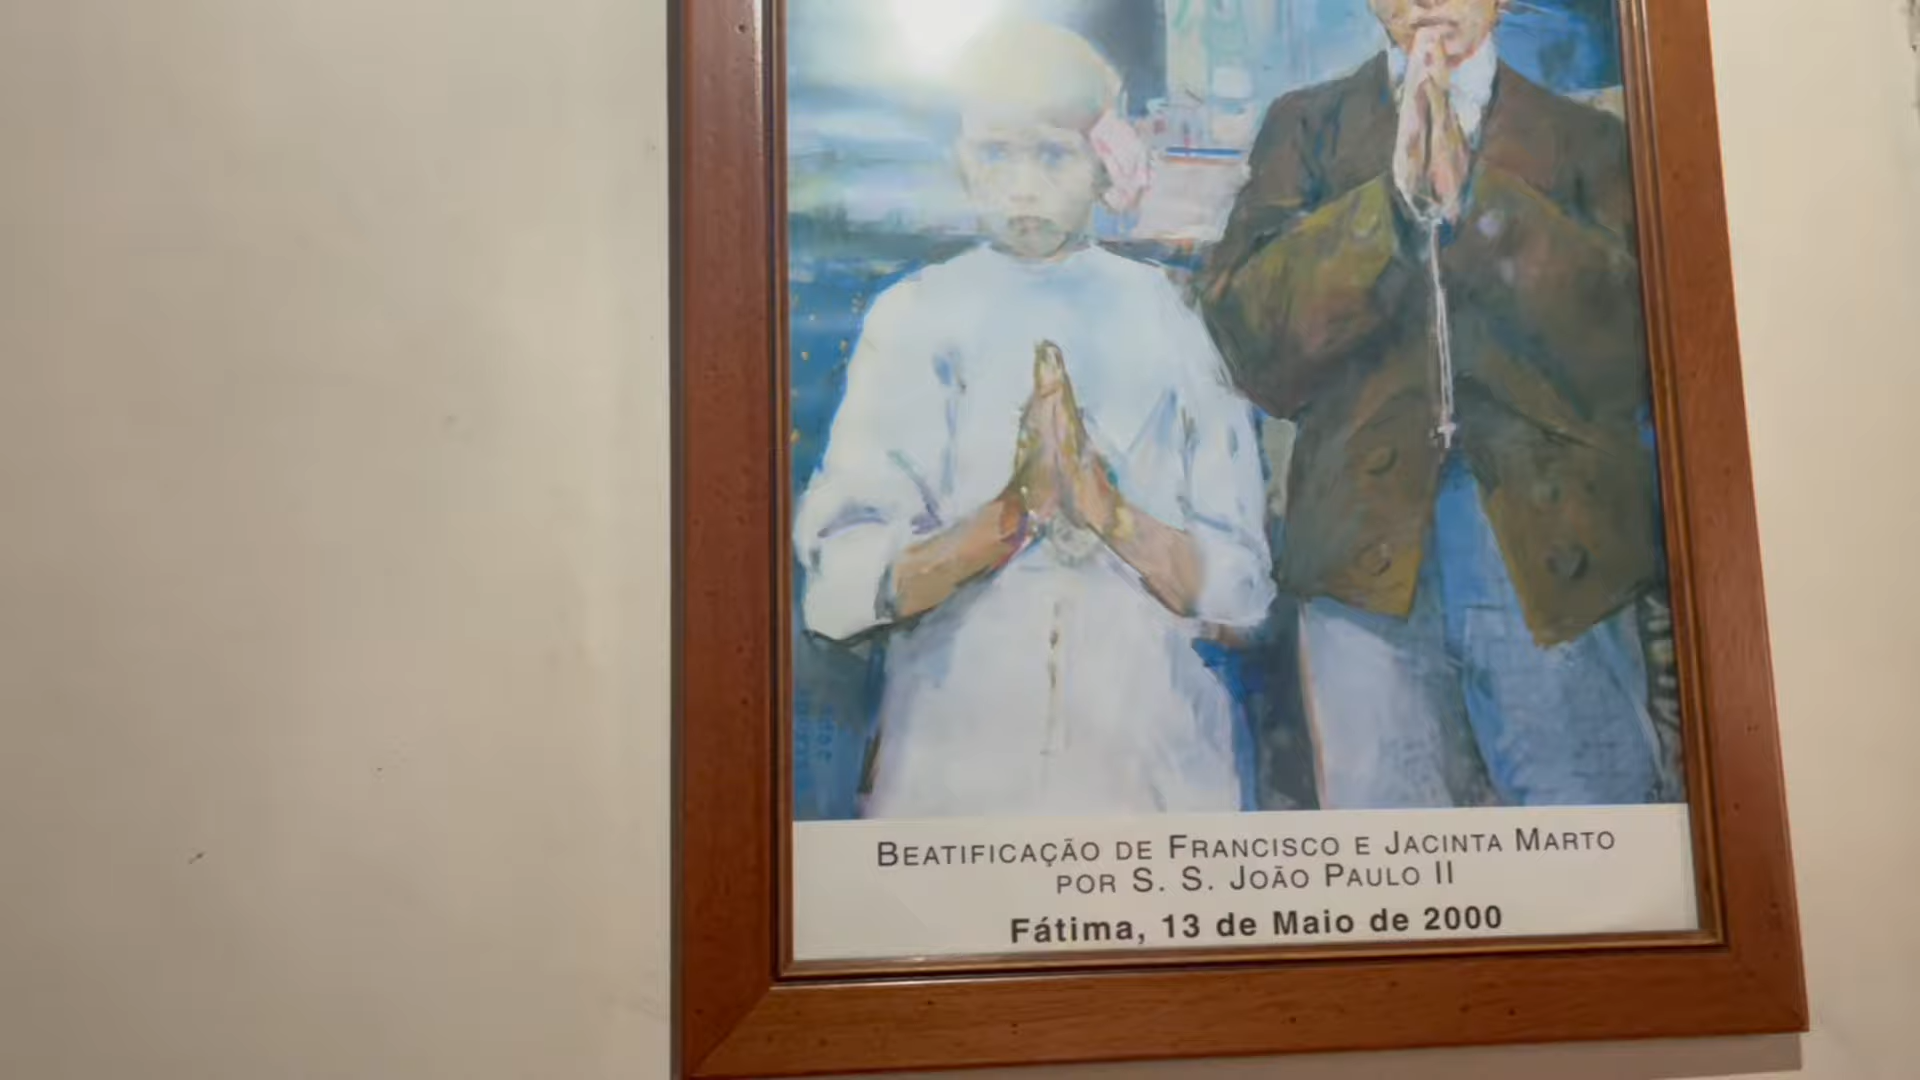 BEATIFICAÇÃO DE FRANCISCO E JACINTA MARTO
POR S. S. JOÃO PAULO II
Fátima, 13 de Maio de 2000